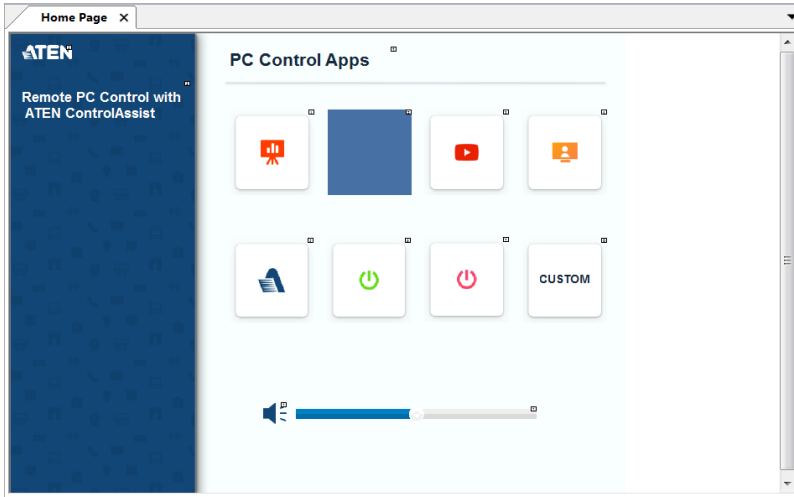 Home Page X
ATEN
PC Control Apps
Remote PC Control with
ATEN ControlAssist
CUSTOM